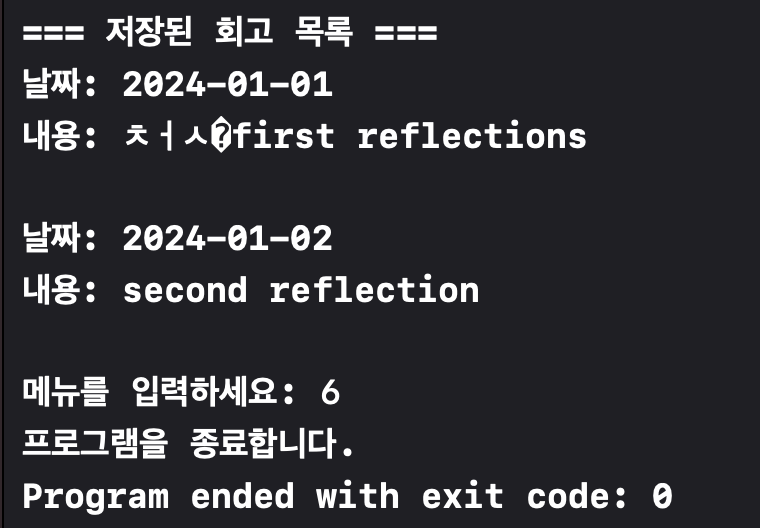 === 저장된 회고 목록 ===
날짜: 2024-01-01
내용: ㅊㅓㅅ�first reflections
날짜: 2024-01-02
내용: second reflection
메뉴를 입력하세요: 6
프로그램을 종료합니다.
Program ended with exit code: 0